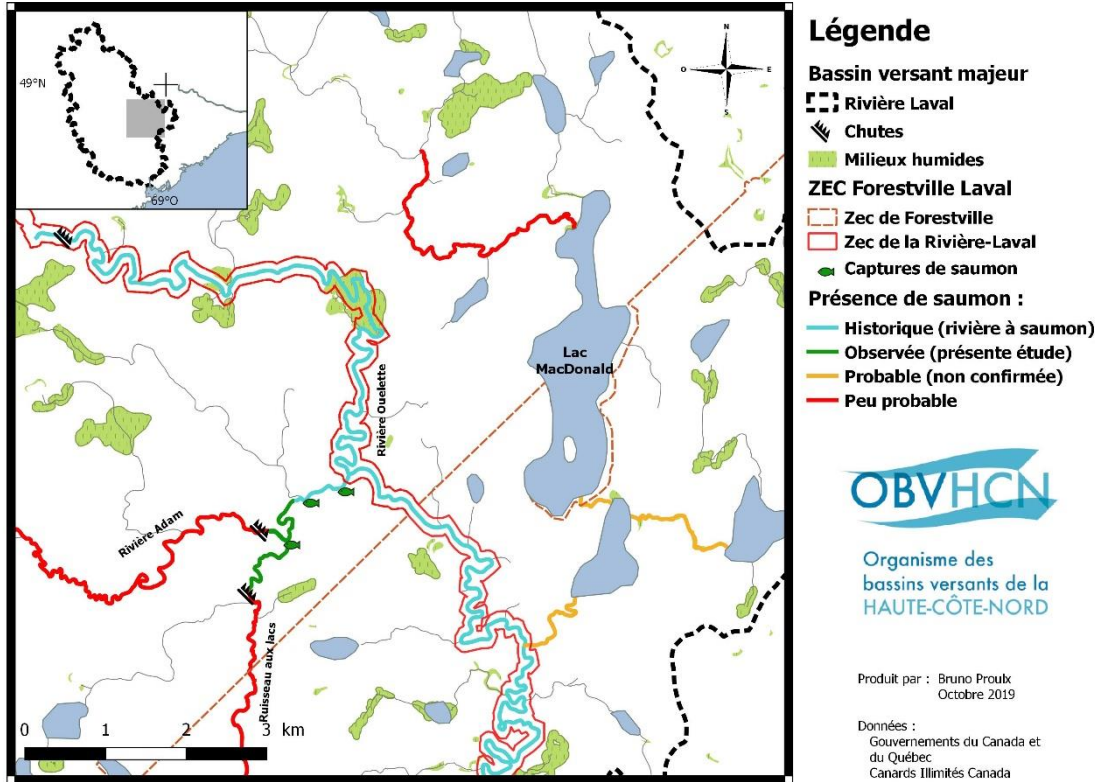 49°N
69°O
N
O
E
S
Lac
MacDonald
Rivière Ouelette
Rivière Adam
Ruisseau aux lacs
0 1 2 3 km
Légende
Bassin versant majeur
Rivière Laval
Chutes
Milieux humides
ZEC Forestville Laval
Zec de Forestville
Zec de la Rivière-Laval
Captures de saumon
Présence de saumon :
Historique (rivière à saumon)
Observée (présente étude)
Probable (non confirmée)
Peu probable
OBVHCN
Organisme des
bassins versants de la
HAUTE-CÔTE-NORD
Produit par : Bruno Proulx
Octobre 2019
Données :
Gouvernements du Canada et
du Québec
Canards Illimités Canada